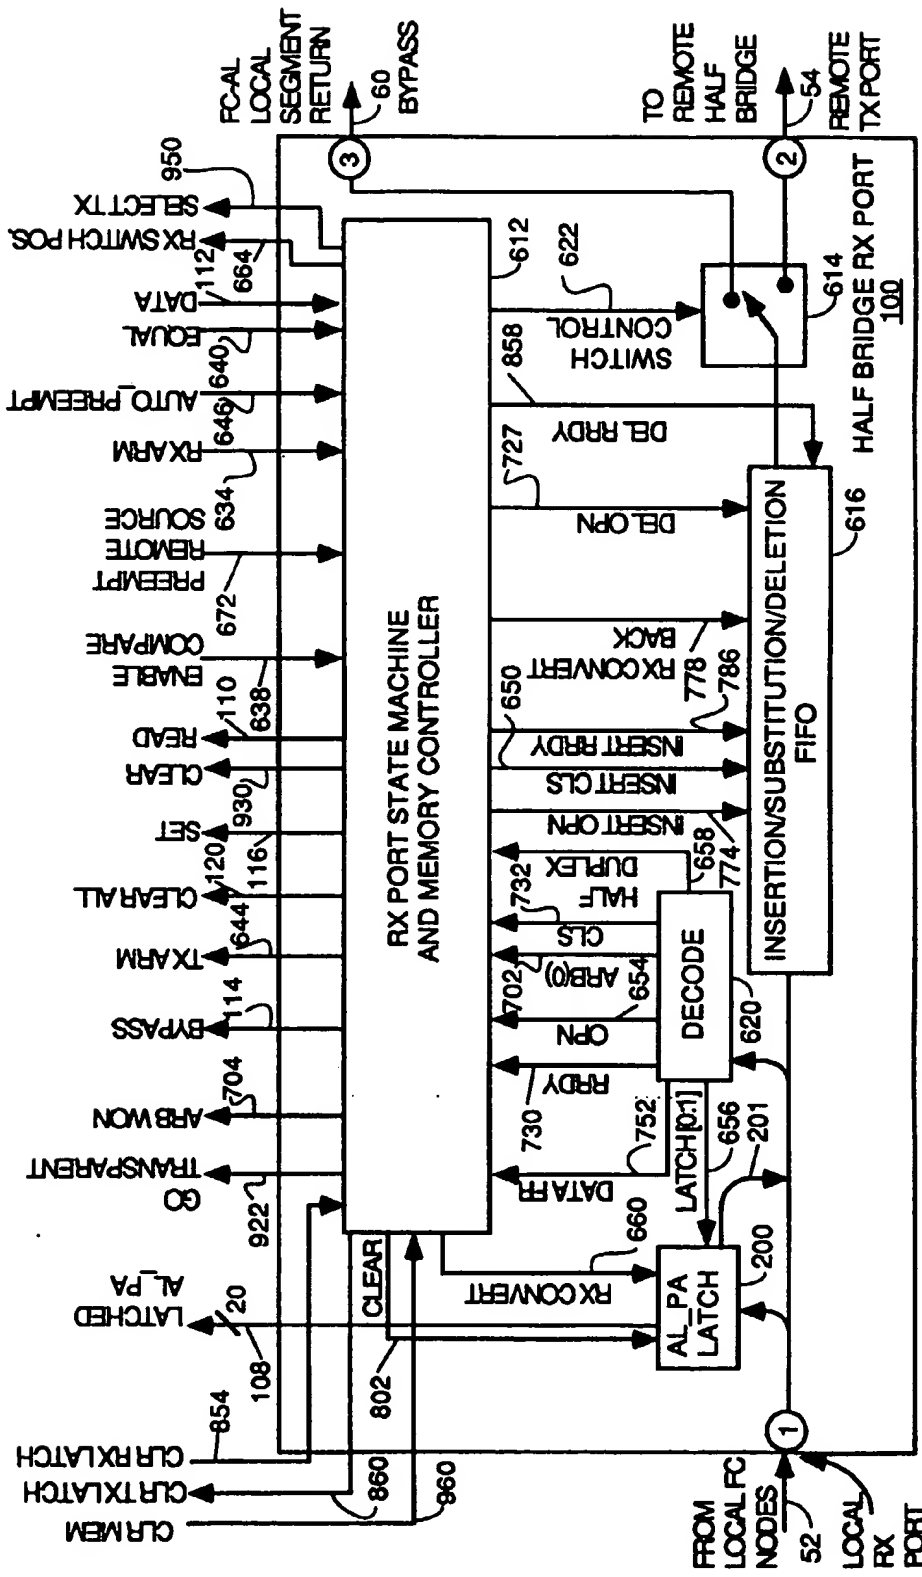 FC-AL
LOCAL
SEGMENT
RETURN
60
BYPASS
TO REMOTE
HALF
BRIDGE
54
REMOTE
TX PORT
3
2
950
SELECT TX
RX SWITCH POS.
664
112
DATA
EQUAL
640
AUTO_PREEMPT
646
RX ARM
634
SOURCE
REMOTE
PREEMPT
672
COMPARE
ENABLE
638
110
READ
CLEAR
930
SET
116
120
CLEAR ALL
TX ARM
644
BYPASS
114
ARB WON
704
TRANSPARENT
GO
922
LATCHED
AL_PA
20
108
CLR RX LATCH
854
CLR TX LATCH
860
CLR MEM
960
RX PORT STATE MACHINE
AND MEMORY CONTROLLER
612
622
SWITCH
CONTROL
614
858
DEL RRDY
727
DEL OPN
RX CONVERT
BACK
778
786
INSERT RRDY
650
INSERT CLS
INSERT OPN
774
HALF
DUPLEX
658
732
CLS
702
ARB(0)
654
OPN
RRDY
730
752
DATA FR
LATCH[0:1]
656
201
DECODE
620
CLEAR
802
RX CONVERT
660
AL_PA
LATCH
200
INSERTION/SUBSTITUTION/DELETION
FIFO
616
HALF BRIDGE RX PORT
100
1
FROM
LOCAL FC
NODES
52
LOCAL
RX
PORT